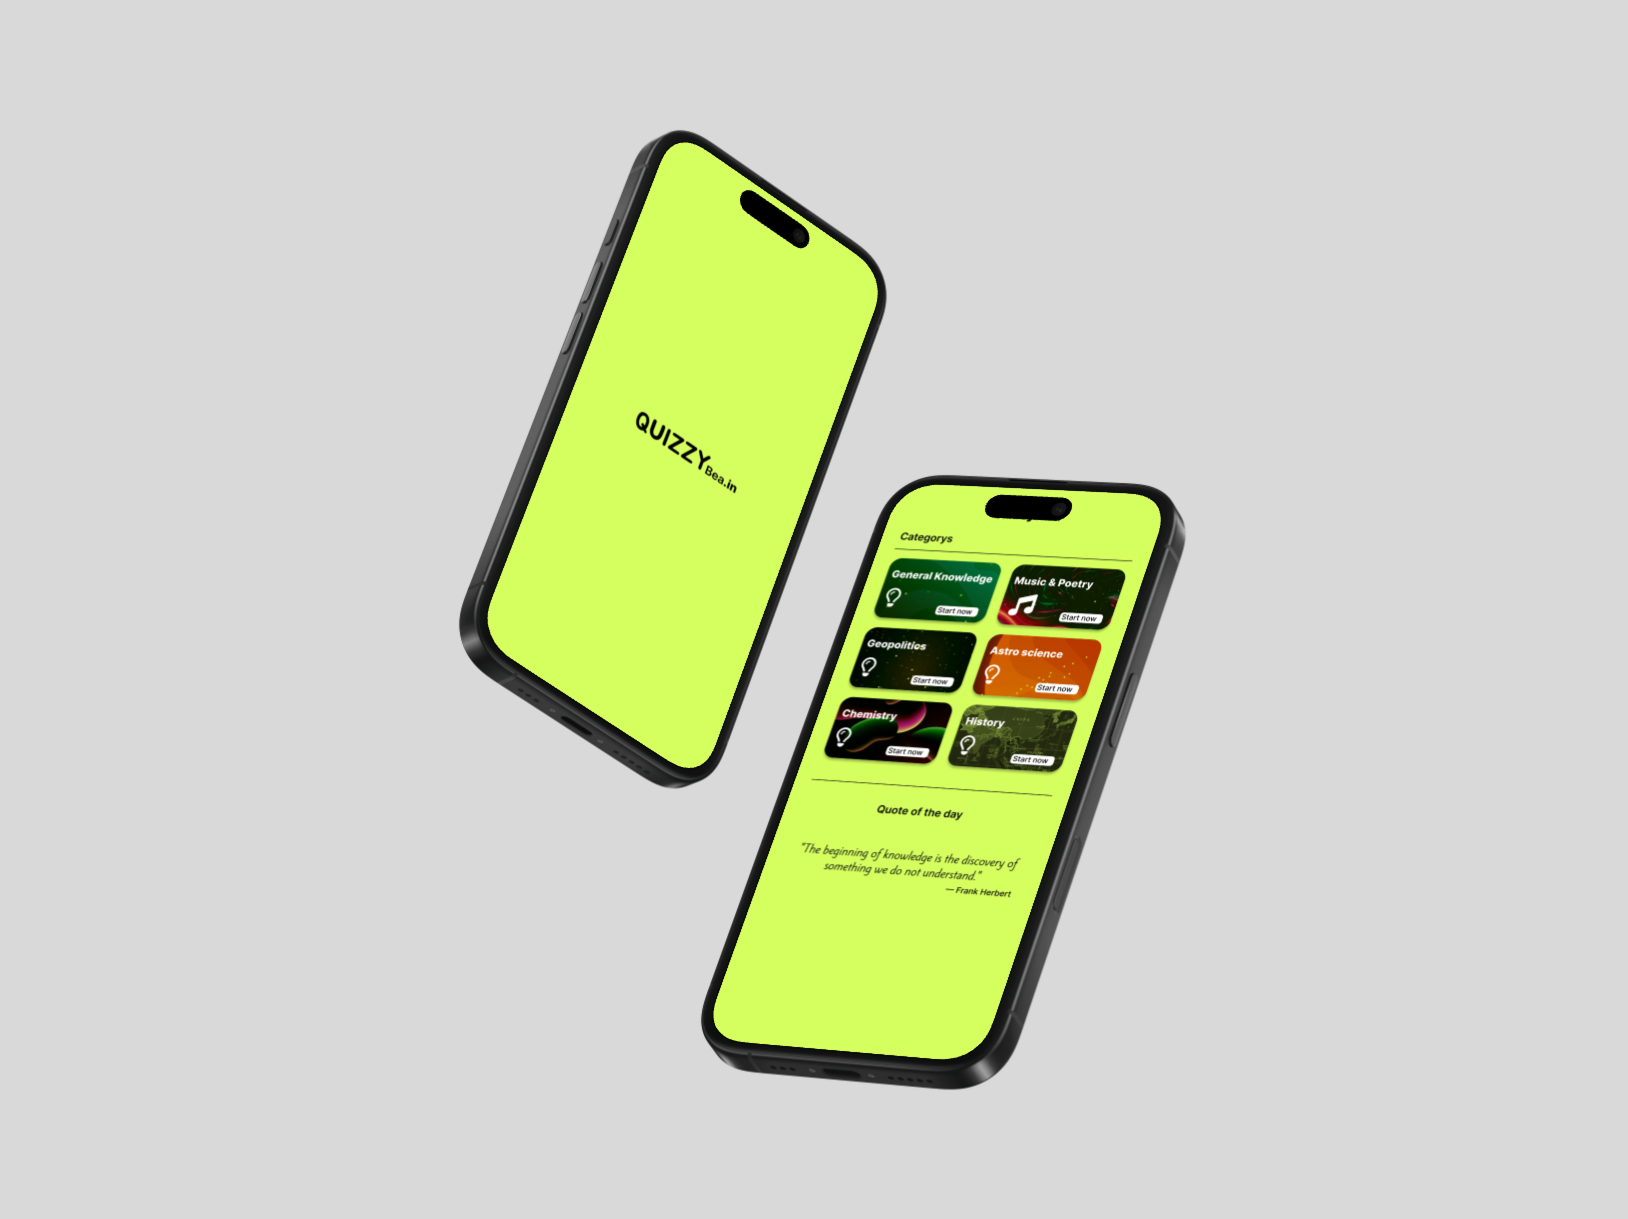 QUIZZY
Bea.in
Categorys
General Knowledge
Start now
Music & Poetry
Start now
Geopolitics
Start now
Astro science
Start now
Chemistry
Start now
History
Start now
Quote of the day
"The beginning of knowledge is the discovery of
something we do not understand."
— Frank Herbert